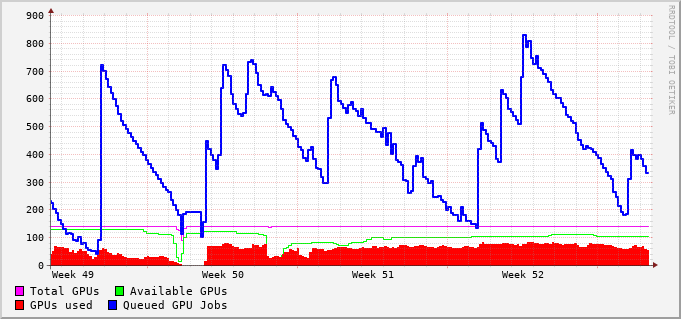 900
800
700
600
500
400
300
200
100
0
Week 49 Week 50 Week 51 Week 52
Total GPUs Available GPUs
GPUs used Queued GPU Jobs
RRDTOOL / TOBI OETIKER